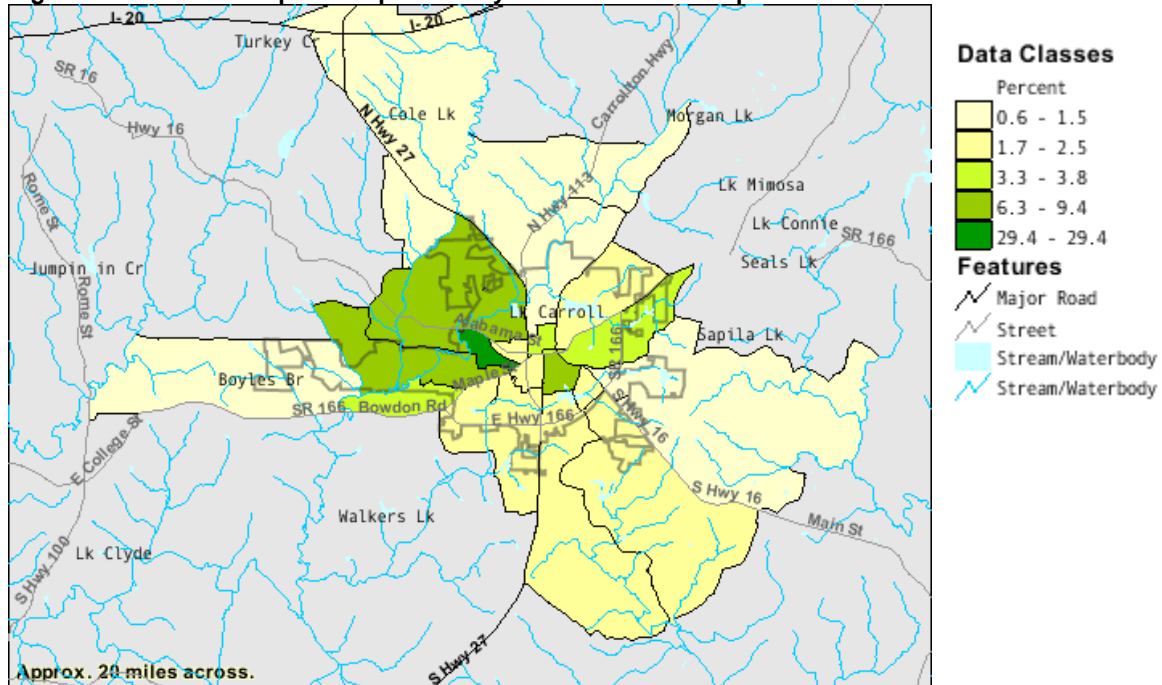 I-20
I-20
Turkey Cr
SR 16
Carrollton Hwy
Cole Lk
Morgan Lk
Hwy 16
N Hwy 27
Rome St
Lk Mimosa
N Hwy 113
Lk Connie
SR 166
Seals Lk
Jumpin in Cr
Rome St
Lk Carroll
Alabama St
Sapila Lk
SR 166
Boyles Br
Maple St
SR 166
Bowdon Rd
E Hwy 166
S Hwy 16
E College St
S Hwy 16
Walkers Lk
Main St
Lk Clyde
S Hwy 100
S Hwy 27
Approx. 20 miles across.
Data Classes
Percent
0.6 - 1.5
1.7 - 2.5
3.3 - 3.8
6.3 - 9.4
29.4 - 29.4
Features
Major Road
Street
Stream/Waterbody
Stream/Waterbody